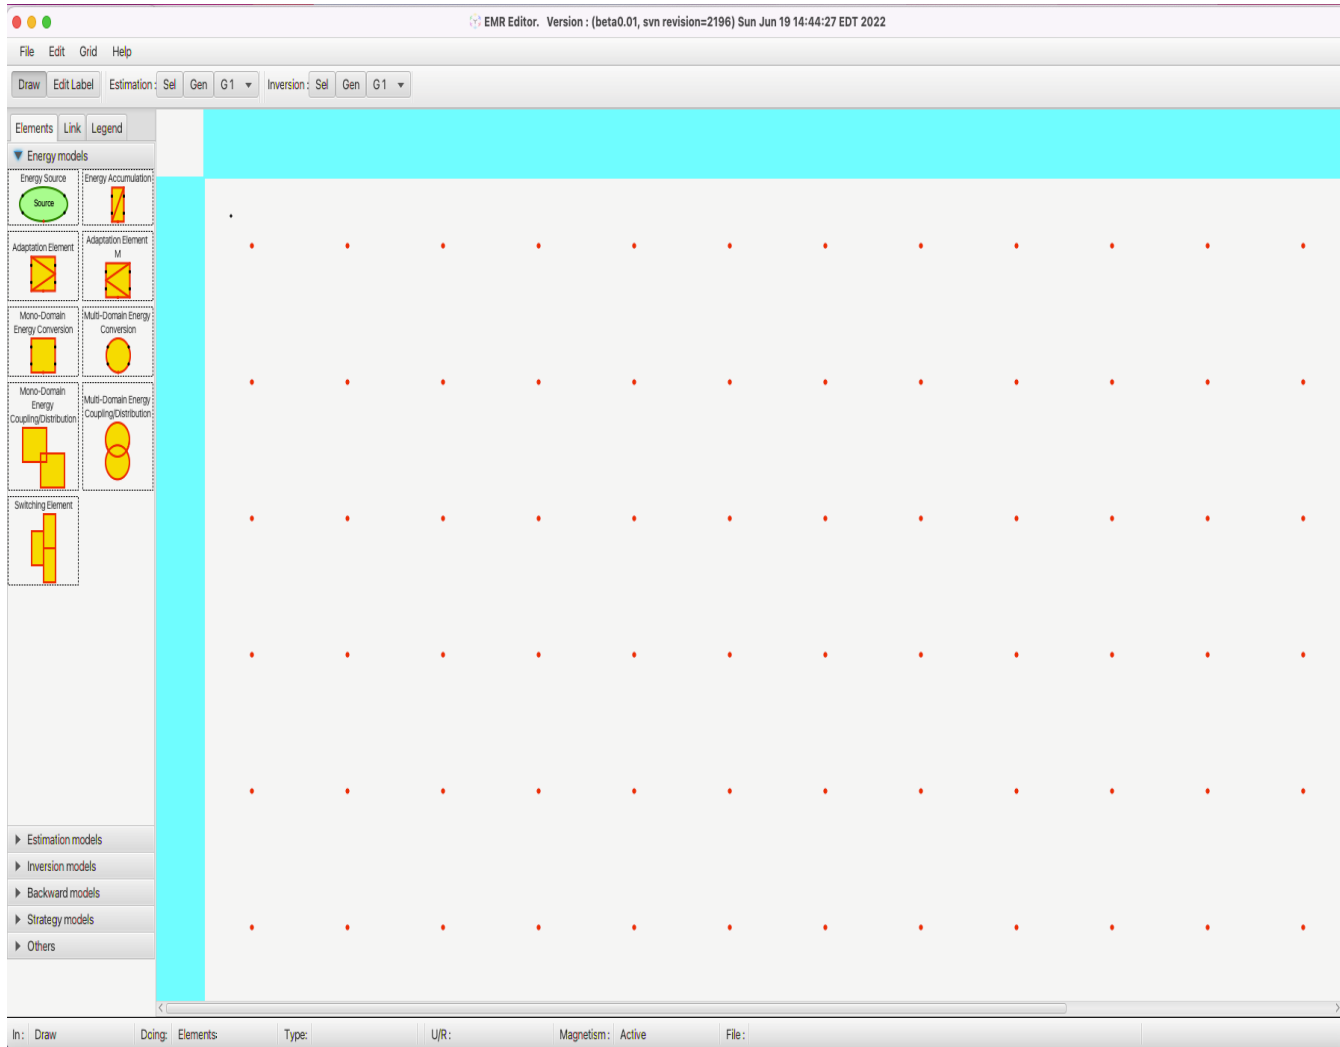 EMR Editor. Version : (beta0.01, svn revision=2196) Sun Jun 19 14:44:27 EDT 2022
File Edit Grid Help
Draw Edit Label Estimation : Sel Gen G 1 Inversion : Sel Gen G 1
Elements Link Legend
Energy models
Energy Source
Source
Energy Accumulation
Adaptation Element
Adaptation Element
M
Mono-Domain
Energy Conversion
Multi-Domain Energy
Conversion
Mono-Domain
Energy
Coupling/Distribution
Multi-Domain Energy
Coupling/Distribution
Switching Element
Estimation models
Inversion models
Backward models
Strategy models
Others
In : Draw Doing: Elements: Type: U/R : Magnetism : Active File :